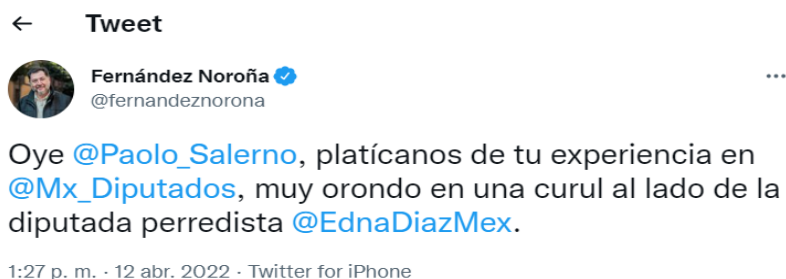 Tweet
Fernández Noroña
@fernandeznorona
Oye @Paolo_Salerno, platícanos de tu experiencia en
@Mx_Diputados, muy orondo en una curul al lado de la
diputada perredista @EdnaDiazMex.
1:27 p. m. · 12 abr. 2022 · Twitter for iPhone